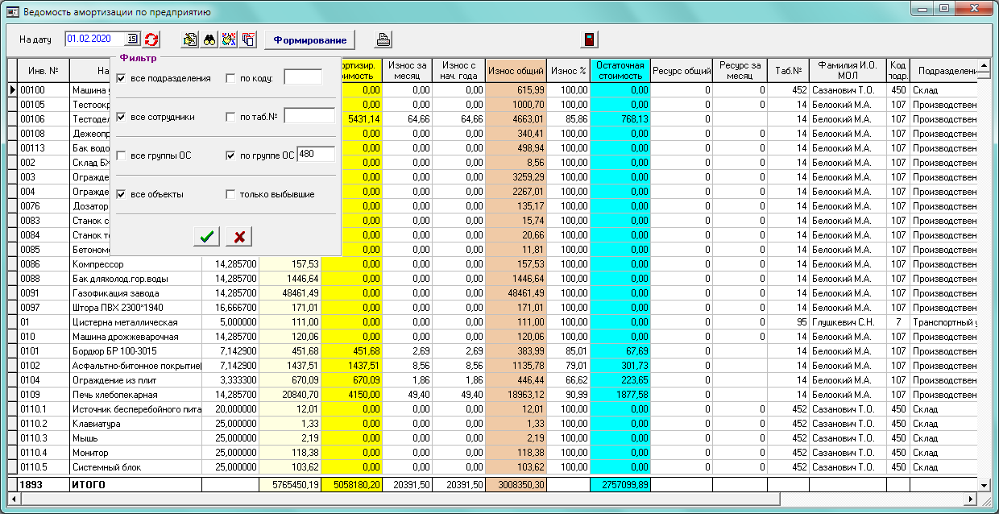 Ведомость амортизации по предприятию
На дату 01.02.2020 15 Формирование
Фильтр
все подразделения по коду:
все сотрудники по таб.№
все группы ОС по группе ОС 480
все объекты только выбывшие
Инв. № На ортизир. оимость Износ за месяц Износ с нач. года Износ общий Износ % Остаточная стоимость Ресурс общий Ресурс за месяц Таб.№ Фамилия И.О. МОЛ Код подр. Подразделени
00100 Машина 0,00 0,00 0,00 615,99 100,00 0,00 0 0 452 Сазанович Т.О. 450 Склад
00105 Тестоокр 0,00 0,00 0,00 1000,70 100,00 0,00 0 0 14 Белоокий М.А. 107 Производствен
00106 Тестодел 5431,14 64,66 64,66 4663,01 85,86 768,13 0 14 Белоокий М.А. 107 Производствен
00108 Дежеопр 0,00 0,00 0,00 340,41 100,00 0,00 0 0 14 Белоокий М.А. 107 Производствен
00113 Бак водо 0,00 0,00 0,00 498,94 100,00 0,00 0 0 14 Белоокий М.А. 107 Производствен
002 Склад БХ 0,00 0,00 0,00 8,56 100,00 0,00 0 0 14 Белоокий М.А. 107 Производствен
003 Огражде 0,00 0,00 0,00 3259,29 100,00 0,00 0 0 14 Белоокий М.А. 107 Производствен
004 Огражде 0,00 0,00 0,00 2267,01 100,00 0,00 0 0 14 Белоокий М.А. 107 Производствен
0076 Дозатор 0,00 0,00 0,00 135,17 100,00 0,00 0 0 14 Белоокий М.А. 107 Производствен
0083 Станок с 0,00 0,00 0,00 15,74 100,00 0,00 0 0 14 Белоокий М.А. 107 Производствен
0084 Станок то 0,00 0,00 0,00 20,66 100,00 0,00 0 0 14 Белоокий М.А. 107 Производствен
0085 Бетоном 0,00 0,00 0,00 11,81 100,00 0,00 0 0 14 Белоокий М.А. 107 Производствен
0086 Компрессор 14,285700 157,53 0,00 0,00 0,00 157,53 100,00 0,00 0 0 14 Белоокий М.А. 107 Производствен
0088 Бак дляхолод.гор.воды 14,285700 1446,64 0,00 0,00 0,00 1446,64 100,00 0,00 0 0 14 Белоокий М.А. 107 Производствен
0091 Газофикация завода 14,285700 48461,49 0,00 0,00 0,00 48461,49 100,00 0,00 0 0 14 Белоокий М.А. 107 Производствен
0097 Штора ПВХ 2300*1940 16,666700 171,01 0,00 0,00 0,00 171,01 100,00 0,00 0 0 14 Белоокий М.А. 107 Производствен
01 Цистерна металлическая 5,000000 111,00 0,00 0,00 0,00 111,00 100,00 0,00 0 0 95 Глушкевич С.Н. 7 Транспортный у
010 Машина дрожжеварочная 14,285700 120,06 0,00 0,00 0,00 120,06 100,00 0,00 0 0 14 Белоокий М.А. 107 Производствен
0101 Бордюр БР 100-3015 7,142900 451,68 451,68 2,69 2,69 383,99 85,01 67,69 0 14 Белоокий М.А. 107 Производствен
0102 Асфальтно-битонное покрытие 7,142900 1437,51 1437,51 8,56 8,56 1135,78 79,01 301,73 0 14 Белоокий М.А. 107 Производствен
0104 Ограждение из плит 3,333300 670,09 670,09 1,86 1,86 446,44 66,62 223,65 0 14 Белоокий М.А. 107 Производствен
0109 Печь хлебопекарная 14,285700 20840,70 4150,00 49,40 49,40 18963,12 90,99 1877,58 0 14 Белоокий М.А. 107 Производствен
0110.1 Источник бесперебойного пита 20,000000 12,01 0,00 0,00 0,00 12,01 100,00 0,00 0 0 452 Сазанович Т.О. 450 Склад
0110.2 Клавиатура 25,000000 1,33 0,00 0,00 0,00 1,33 100,00 0,00 0 0 452 Сазанович Т.О. 450 Склад
0110.3 Мышь 25,000000 2,19 0,00 0,00 0,00 2,19 100,00 0,00 0 0 452 Сазанович Т.О. 450 Склад
0110.4 Монитор 25,000000 118,38 0,00 0,00 0,00 118,38 100,00 0,00 0 0 452 Сазанович Т.О. 450 Склад
0110.5 Системный блок 25,000000 103,62 0,00 0,00 0,00 103,62 100,00 0,00 0 0 452 Сазанович Т.О. 450 Склад
1893 ИТОГО 5765450,19 5058180,20 20391,50 20391,50 3008350,30 2757099,89